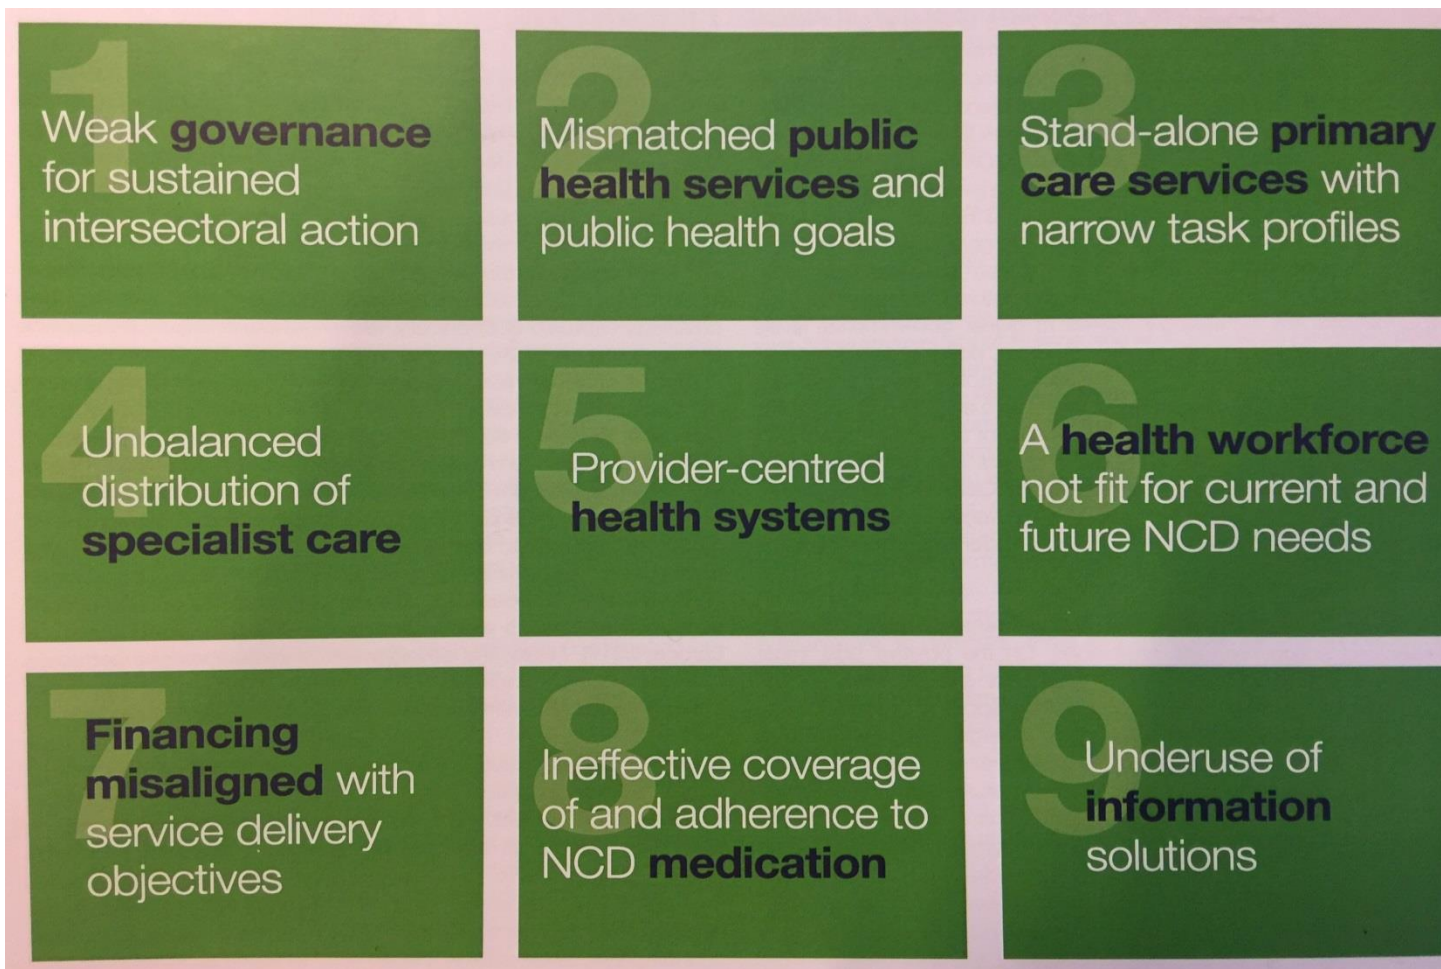 1
Weak governance
for sustained
intersectoral action
2
Mismatched public
health services and
public health goals
3
Stand-alone primary
care services with
narrow task profiles
4
Unbalanced
distribution of
specialist care
5
Provider-centred
health systems
6
A health workforce
not fit for current and
future NCD needs
7
Financing
misaligned with
service delivery
objectives
8
Ineffective coverage
of and adherence to
NCD medication
9
Underuse of
information
solutions